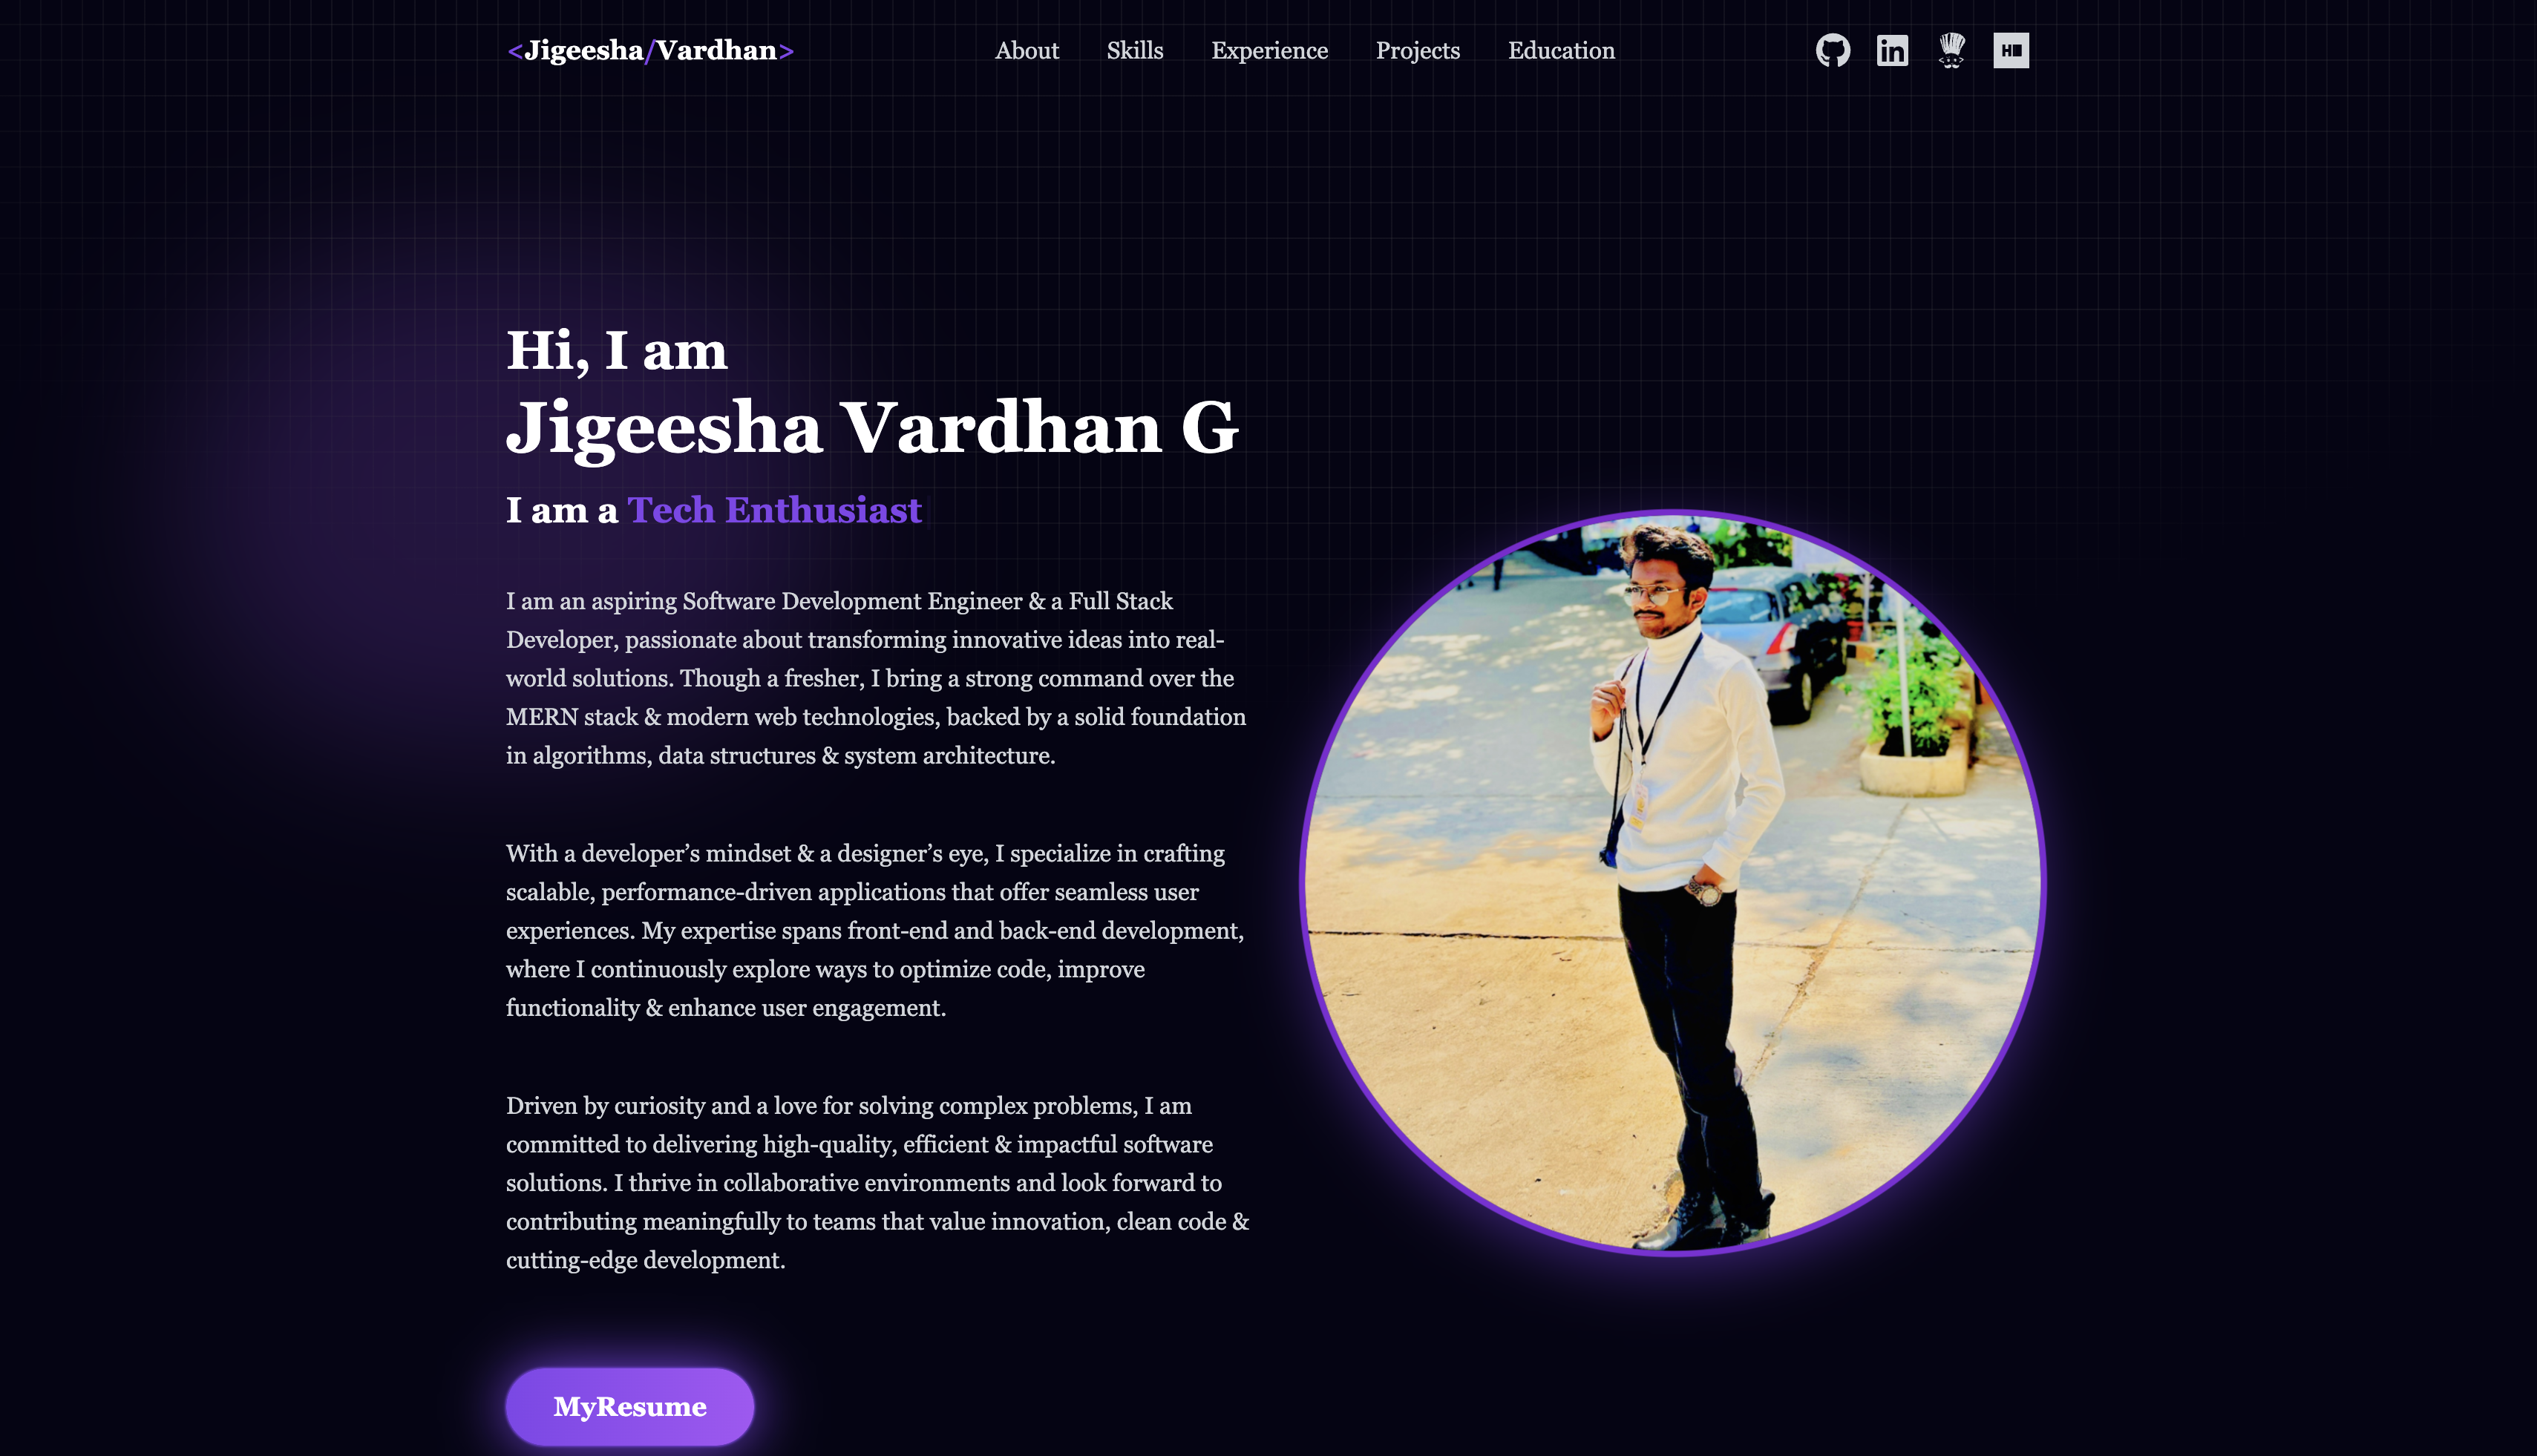 <Jigeesha/Vardhan>
About Skills Experience Projects Education
in
H
Hi, I am
Jigeesha Vardhan G
I am a Tech Enthusiast
I am an aspiring Software Development Engineer & a Full Stack
Developer, passionate about transforming innovative ideas into real-
world solutions. Though a fresher, I bring a strong command over the
MERN stack & modern web technologies, backed by a solid foundation
in algorithms, data structures & system architecture.
With a developer’s mindset & a designer’s eye, I specialize in crafting
scalable, performance-driven applications that offer seamless user
experiences. My expertise spans front-end and back-end development,
where I continuously explore ways to optimize code, improve
functionality & enhance user engagement.
Driven by curiosity and a love for solving complex problems, I am
committed to delivering high-quality, efficient & impactful software
solutions. I thrive in collaborative environments and look forward to
contributing meaningfully to teams that value innovation, clean code &
cutting-edge development.
MyResume